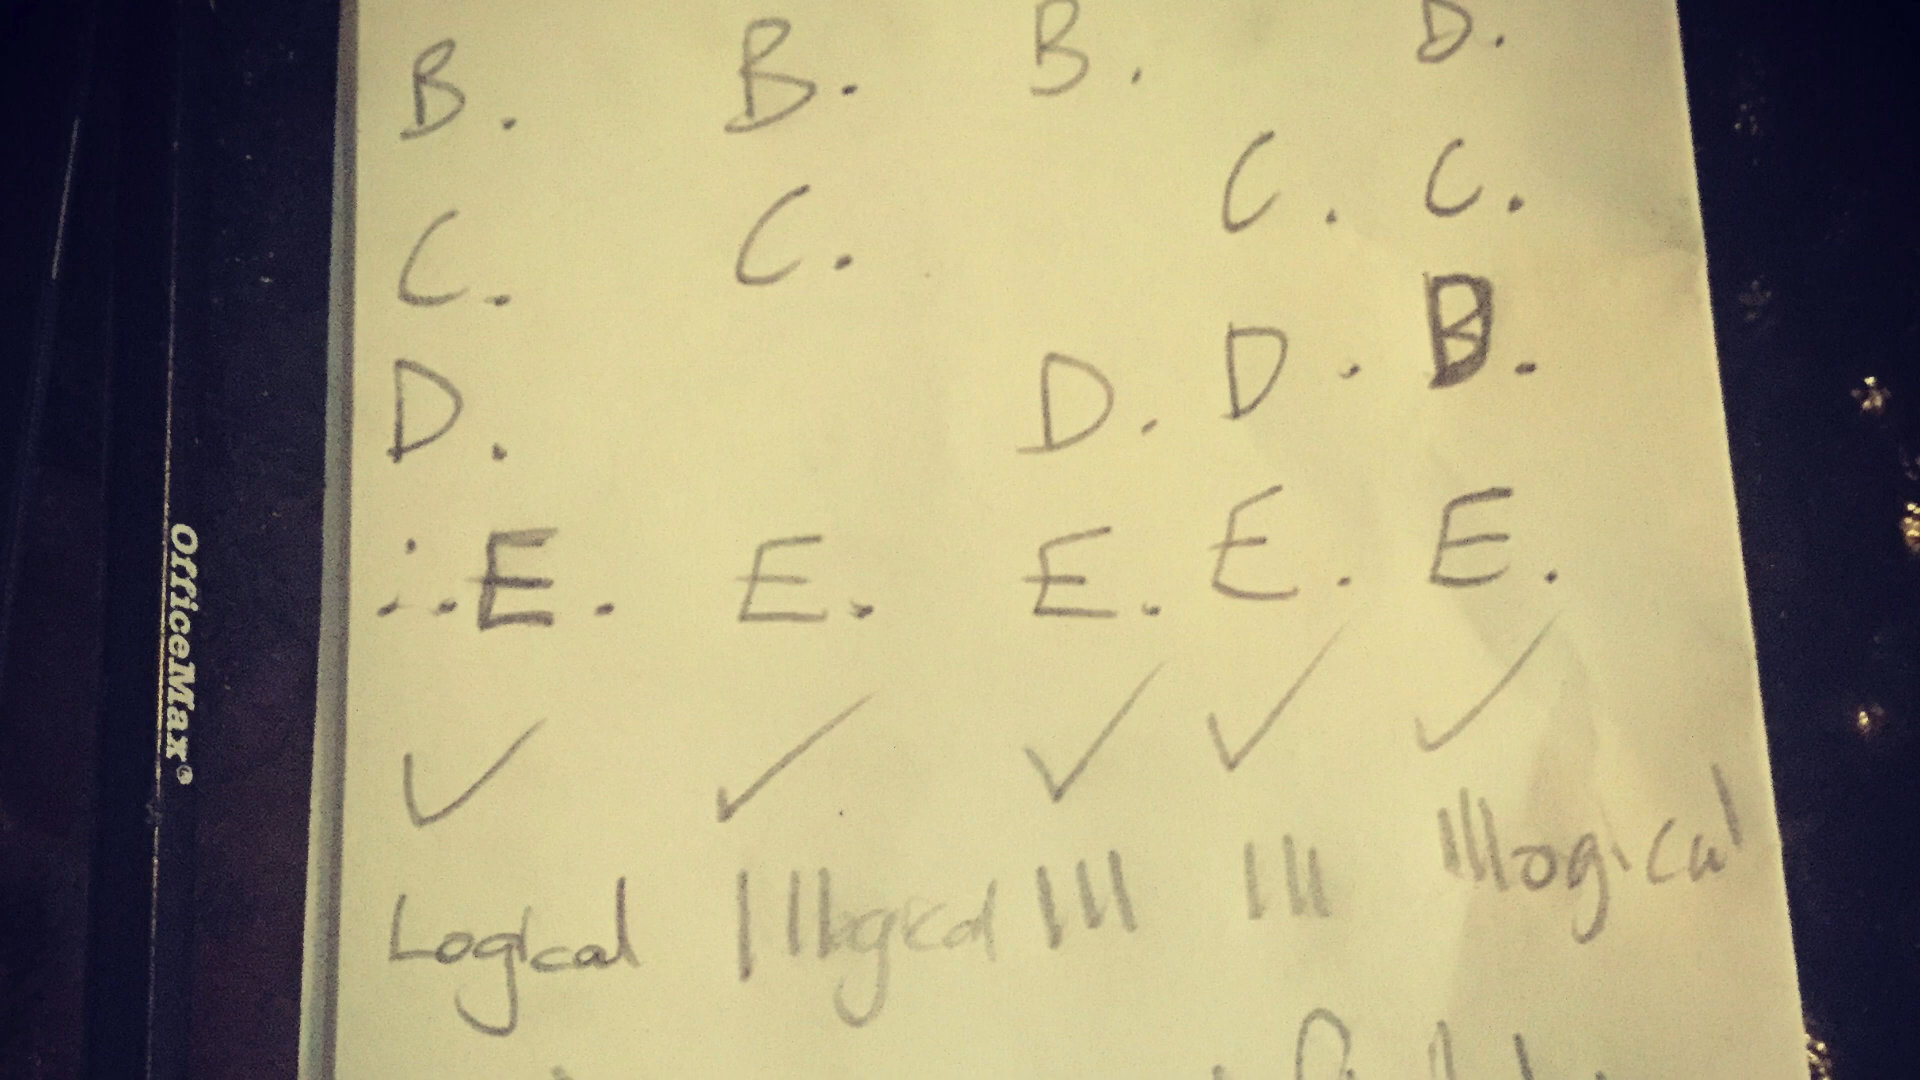 B. B. B. D.
C. C. C. C.
D. D. D. B.
∴ E. E. E. E. E.
✓ ✓ ✓ ✓ ✓
Logical Illogical Ill Ill Illogical
OfficeMax®